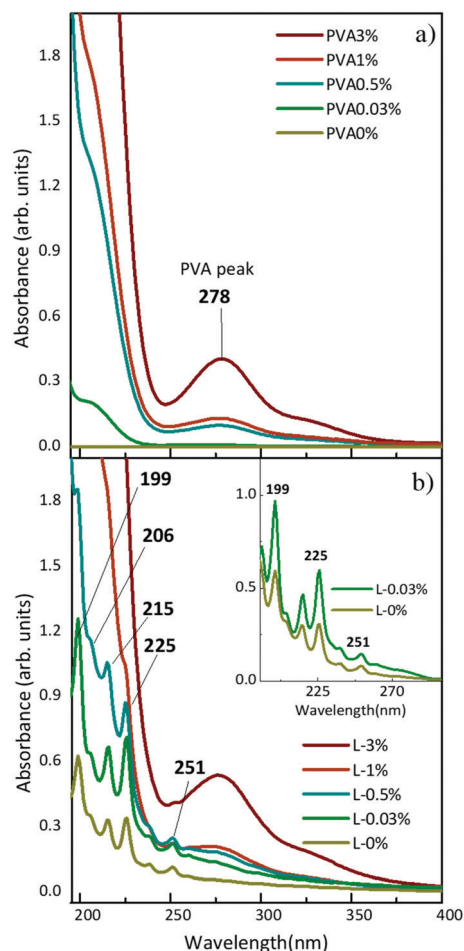 a)
PVA3%
PVA1%
PVA0.5%
PVA0.03%
PVA0%
1.8
1.5
1.2
0.9
0.6
0.3
0.0
Absorbance (arb. units)
PVA peak
278
b)
199
206
215
225
251
1.8
1.5
1.2
0.9
0.6
0.3
0.0
Absorbance (arb. units)
1.0
0.5
0.0
199
225
251
L-0.03%
L-0%
225 270
Wavelength(nm)
L-3%
L-1%
L-0.5%
L-0.03%
L-0%
200 250 300 350 400
Wavelength(nm)